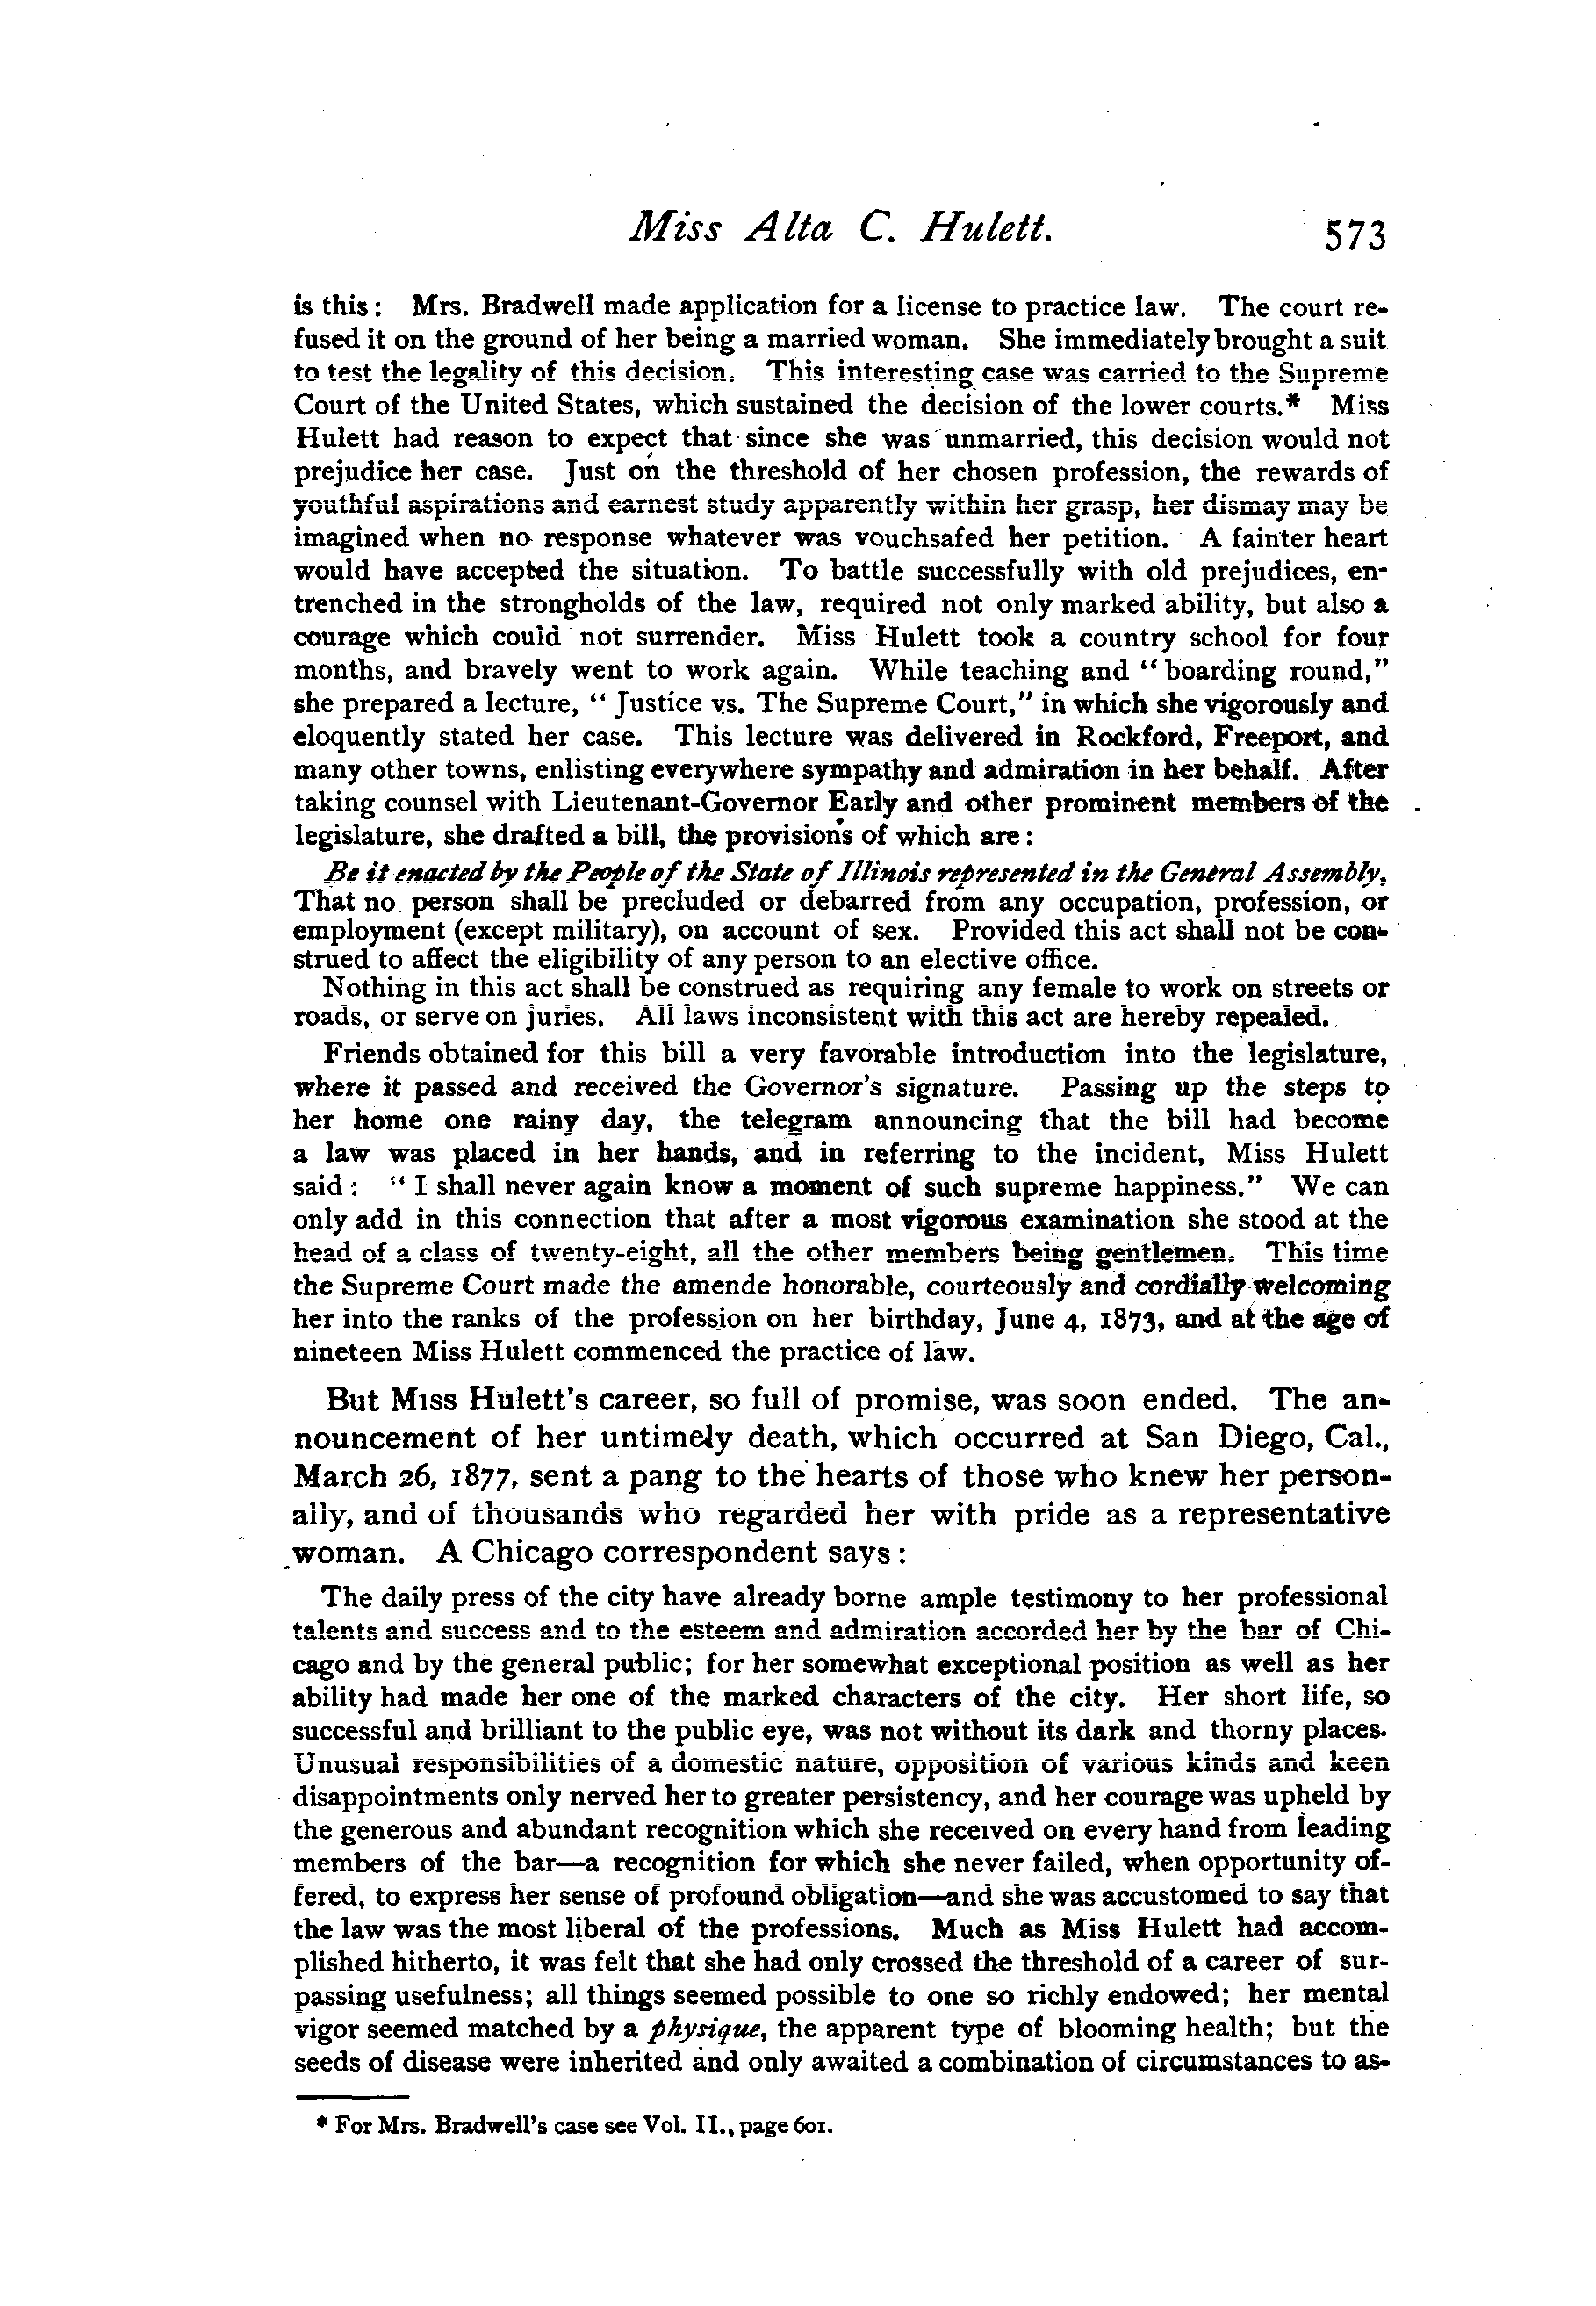 Miss Alta C. Hulett. 573
is this: Mrs. Bradwell made application for a license to practice law. The court re-
fused it on the ground of her being a married woman. She immediately brought a suit
to test the legality of this decision. This interesting case was carried to the Supreme
Court of the United States, which sustained the decision of the lower courts.* Miss
Hulett had reason to expect that since she was unmarried, this decision would not
prejudice her case. Just on the threshold of her chosen profession, the rewards of
youthful aspirations and earnest study apparently within her grasp, her dismay may be
imagined when no response whatever was vouchsafed her petition. A fainter heart
would have accepted the situation. To battle successfully with old prejudices, en-
trenched in the strongholds of the law, required not only marked ability, but also a
courage which could not surrender. Miss Hulett took a country school for four
months, and bravely went to work again. While teaching and "boarding round,"
she prepared a lecture, "Justice vs. The Supreme Court," in which she vigorously and
eloquently stated her case. This lecture was delivered in Rockford, Freeport, and
many other towns, enlisting everywhere sympathy and admiration in her behalf. After
taking counsel with Lieutenant-Governor Early and other prominent members of the
legislature, she drafted a bill, the provisions of which are:
Be it enacted by the People of the State of Illinois represented in the General Assembly,
That no person shall be precluded or debarred from any occupation, profession, or
employment (except military), on account of sex. Provided this act shall not be con-
strued to affect the eligibility of any person to an elective office.
Nothing in this act shall be construed as requiring any female to work on streets or
roads, or serve on juries. All laws inconsistent with this act are hereby repealed.
Friends obtained for this bill a very favorable introduction into the legislature,
where it passed and received the Governor's signature. Passing up the steps to
her home one rainy day, the telegram announcing that the bill had become
a law was placed in her hands, and in referring to the incident, Miss Hulett
said: "I shall never again know a moment of such supreme happiness." We can
only add in this connection that after a most vigorous examination she stood at the
head of a class of twenty-eight, all the other members being gentlemen. This time
the Supreme Court made the amende honorable, courteously and cordially welcoming
her into the ranks of the profession on her birthday, June 4, 1873, and at the age of
nineteen Miss Hulett commenced the practice of law.
But Miss Hulett's career, so full of promise, was soon ended. The an-
nouncement of her untimely death, which occurred at San Diego, Cal.,
March 26, 1877, sent a pang to the hearts of those who knew her person-
ally, and of thousands who regarded her with pride as a representative
woman. A Chicago correspondent says:
The daily press of the city have already borne ample testimony to her professional
talents and success and to the esteem and admiration accorded her by the bar of Chi-
cago and by the general public; for her somewhat exceptional position as well as her
ability had made her one of the marked characters of the city. Her short life, so
successful and brilliant to the public eye, was not without its dark and thorny places.
Unusual responsibilities of a domestic nature, opposition of various kinds and keen
disappointments only nerved her to greater persistency, and her courage was upheld by
the generous and abundant recognition which she received on every hand from leading
members of the bar—a recognition for which she never failed, when opportunity of-
fered, to express her sense of profound obligation—and she was accustomed to say that
the law was the most liberal of the professions. Much as Miss Hulett had accom-
plished hitherto, it was felt that she had only crossed the threshold of a career of sur-
passing usefulness; all things seemed possible to one so richly endowed; her mental
vigor seemed matched by a physique, the apparent type of blooming health; but the
seeds of disease were inherited and only awaited a combination of circumstances to as-
* For Mrs. Bradwell's case see Vol. II., page 601.